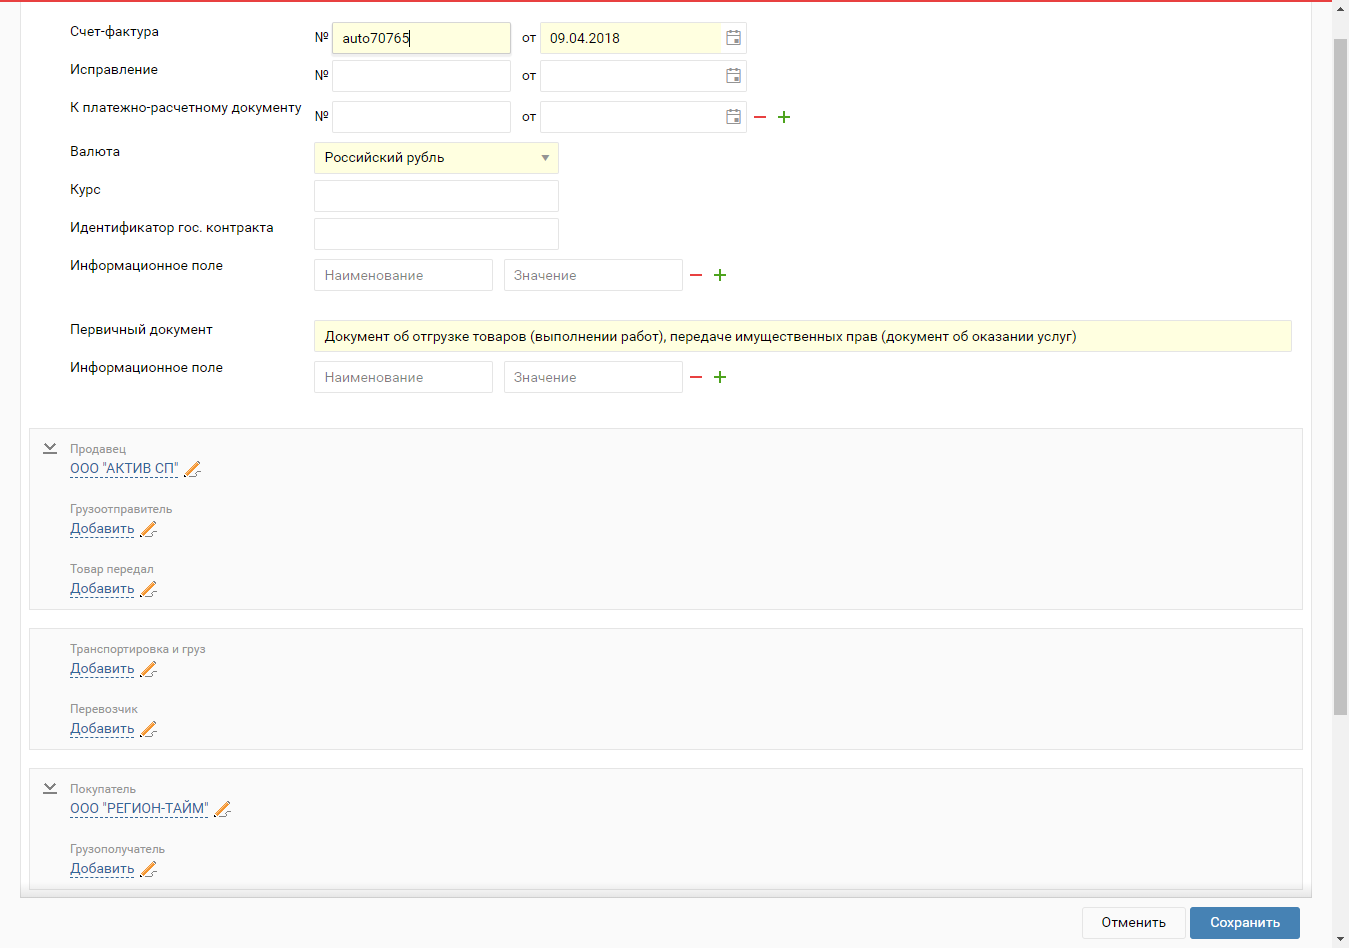 Счет-фактура № auto70765 от 09.04.2018
Исправление № от
К платежно-расчетному документу № от
Валюта Российский рубль
Курс
Идентификатор гос. контракта
Информационное поле Наименование Значение
Первичный документ Документ об отгрузке товаров (выполнении работ), передаче имущественных прав (документ об оказании услуг)
Информационное поле Наименование Значение
Продавец
ООО "АКТИВ СП"
Грузоотправитель
Добавить
Товар передал
Добавить
Транспортировка и груз
Добавить
Перевозчик
Добавить
Покупатель
ООО "РЕГИОН-ТАЙМ"
Грузополучатель
Добавить
Отменить Сохранить